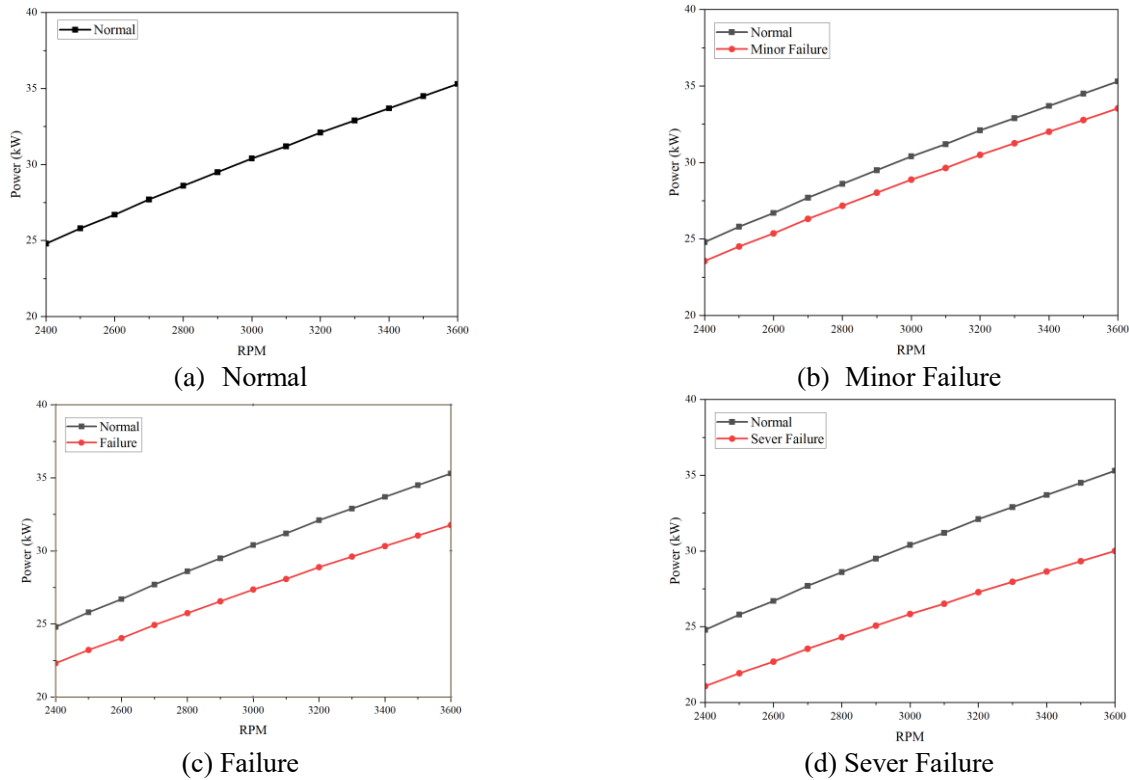 40
35
30
25
20
Power (kW)
Normal
2400 2600 2800 3000 3200 3400 3600
RPM
(a) Normal
40
35
30
25
20
Power (kW)
Normal
Minor Failure
2400 2600 2800 3000 3200 3400 3600
RPM
(b) Minor Failure
40
35
30
25
20
Power (kW)
Normal
Failure
2400 2600 2800 3000 3200 3400 3600
RPM
(c) Failure
40
35
30
25
20
Power (kW)
Normal
Sever Failure
2400 2600 2800 3000 3200 3400 3600
RPM
(d) Sever Failure